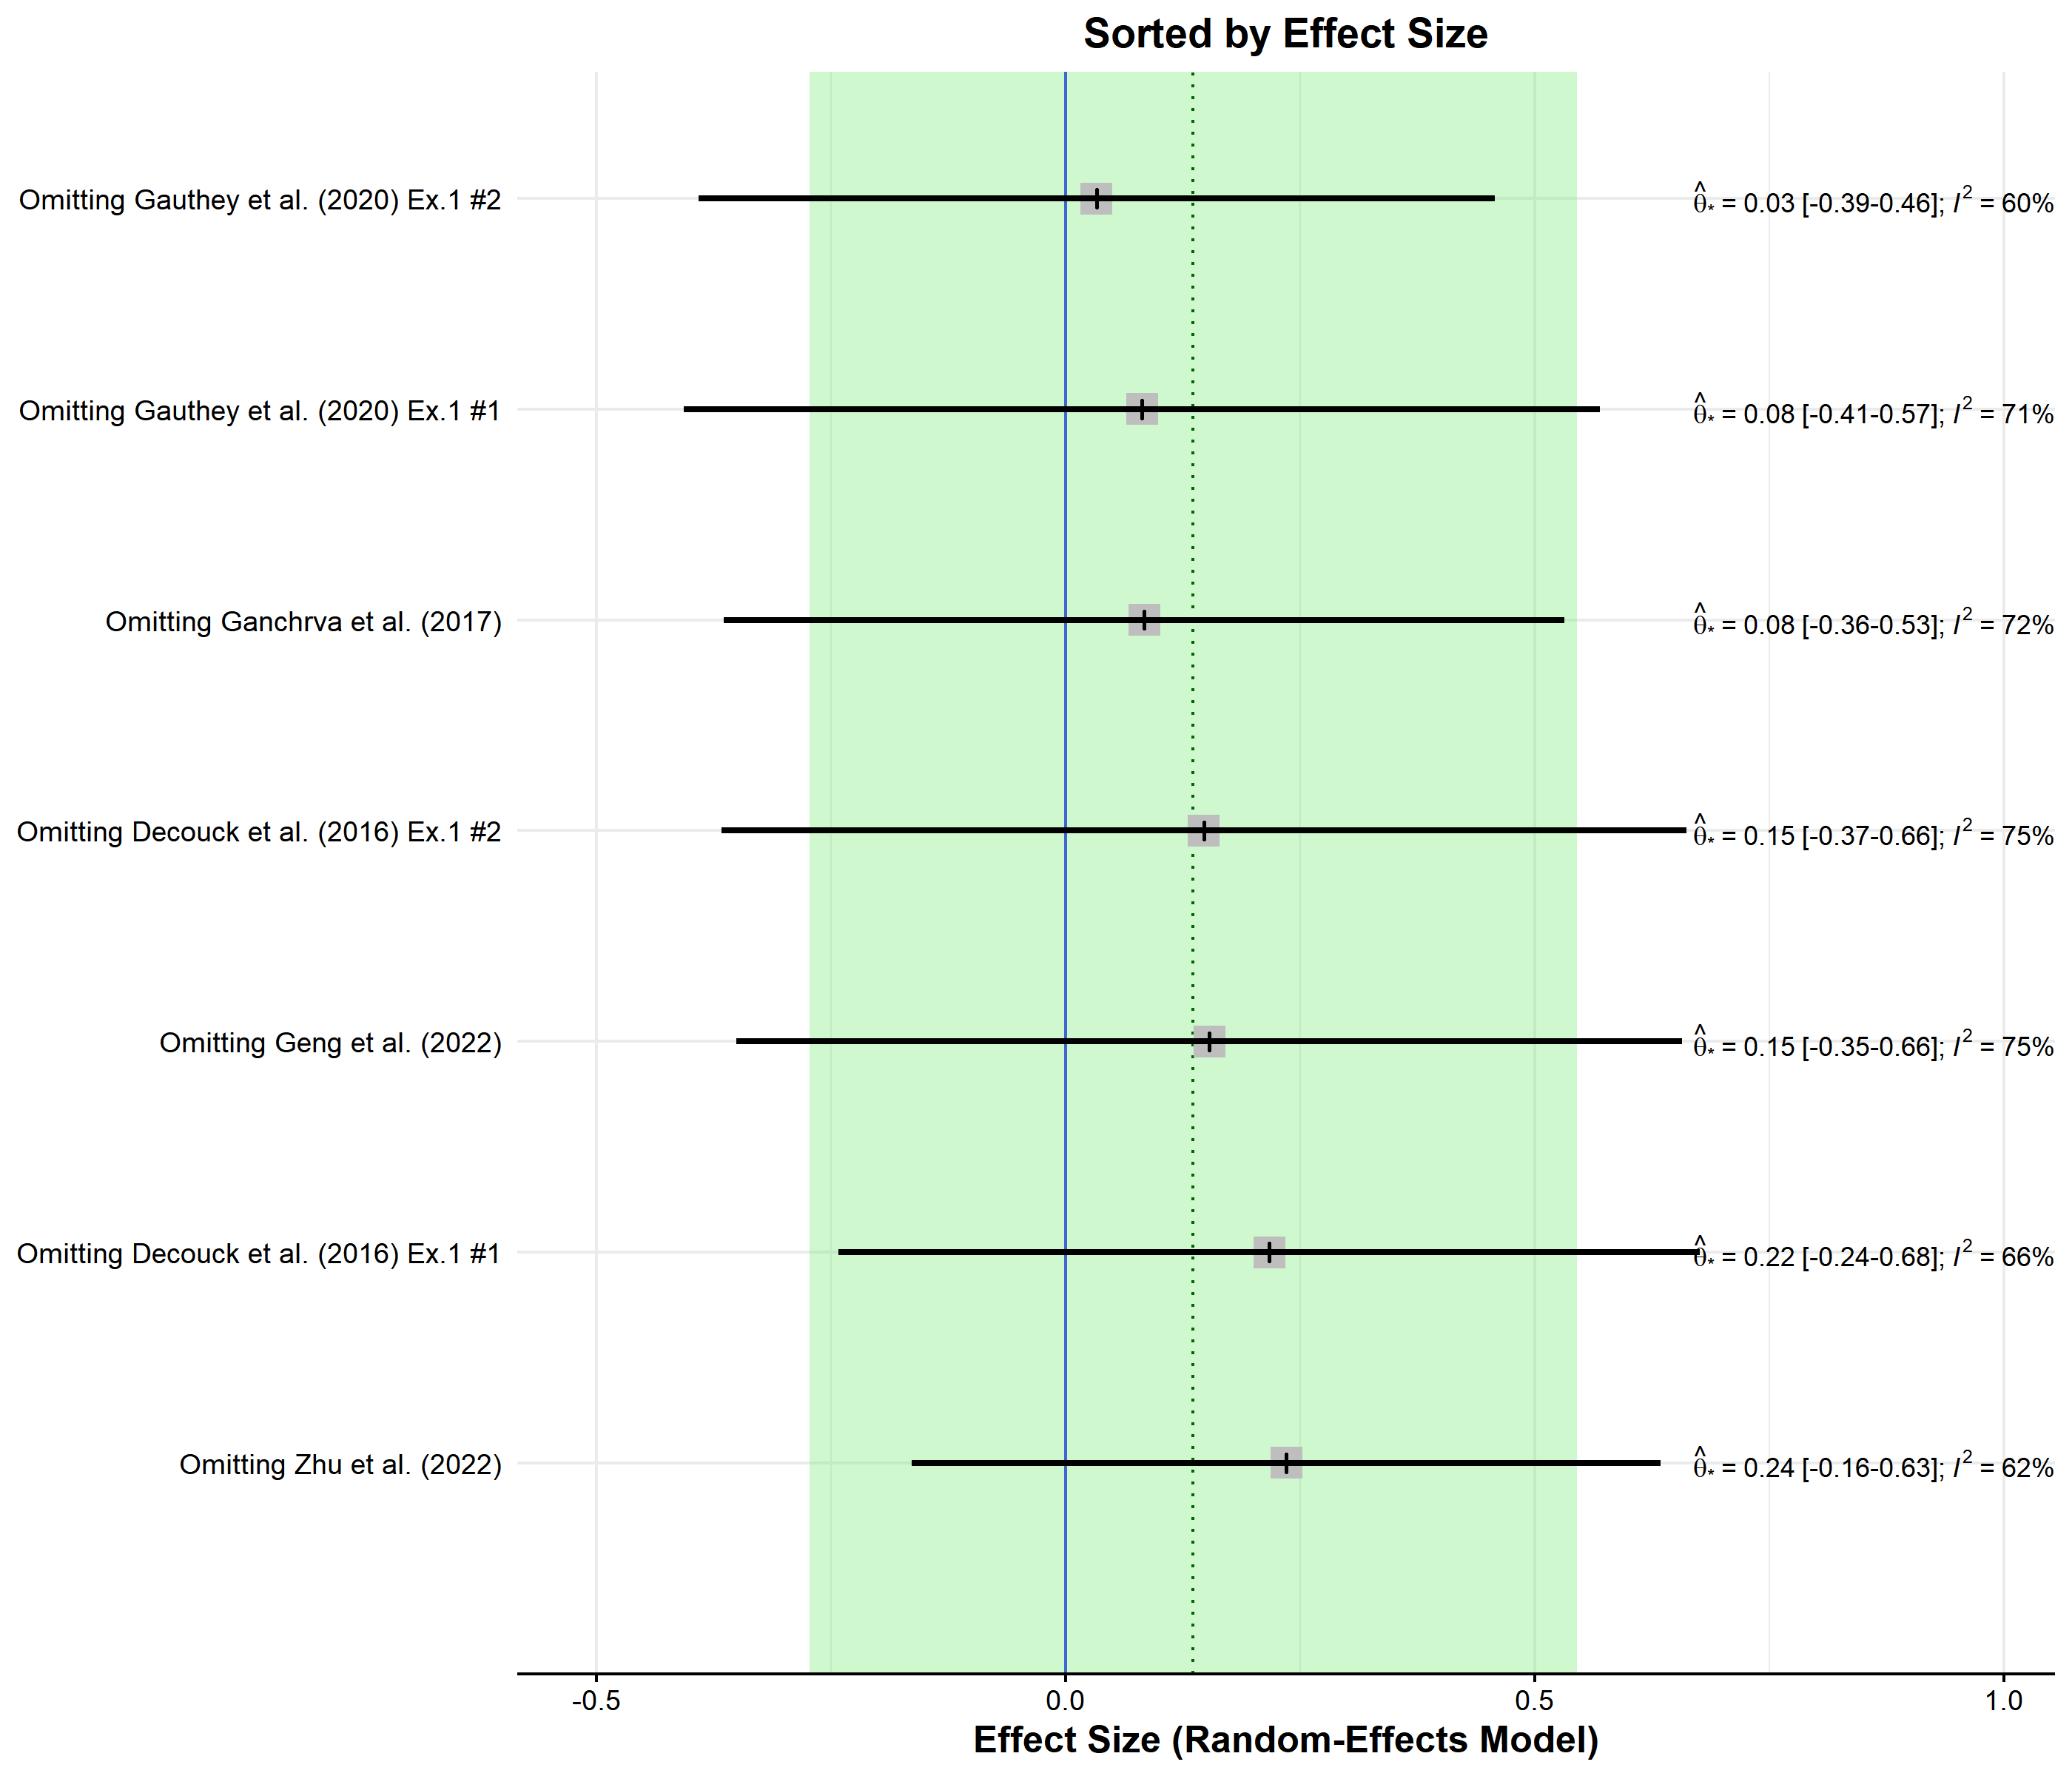 Sorted by Effect Size
Omitting Gauthey et al. (2020) Ex.1 #2 θ̂* = 0.03 [-0.39-0.46]; I² = 60%
Omitting Gauthey et al. (2020) Ex.1 #1 θ̂* = 0.08 [-0.41-0.57]; I² = 71%
Omitting Ganchrva et al. (2017) θ̂* = 0.08 [-0.36-0.53]; I² = 72%
Omitting Decouck et al. (2016) Ex.1 #2 θ̂* = 0.15 [-0.37-0.66]; I² = 75%
Omitting Geng et al. (2022) θ̂* = 0.15 [-0.35-0.66]; I² = 75%
Omitting Decouck et al. (2016) Ex.1 #1 θ̂* = 0.22 [-0.24-0.68]; I² = 66%
Omitting Zhu et al. (2022) θ̂* = 0.24 [-0.16-0.63]; I² = 62%
-0.5 0.0 0.5 1.0
Effect Size (Random-Effects Model)